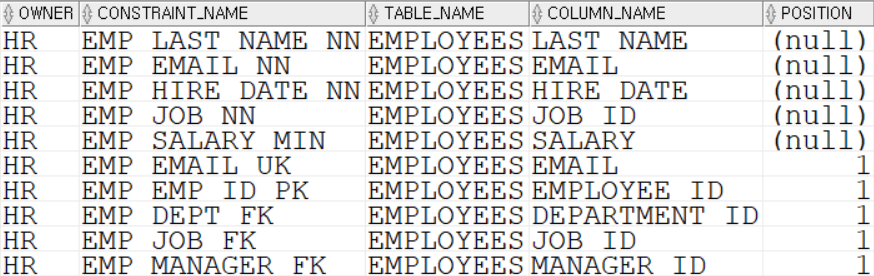 OWNER CONSTRAINT_NAME TABLE_NAME COLUMN_NAME POSITION
HR EMP LAST NAME NN EMPLOYEES LAST NAME (null)
HR EMP EMAIL NN EMPLOYEES EMAIL (null)
HR EMP HIRE DATE NN EMPLOYEES HIRE DATE (null)
HR EMP JOB NN EMPLOYEES JOB ID (null)
HR EMP SALARY MIN EMPLOYEES SALARY (null)
HR EMP EMAIL UK EMPLOYEES EMAIL 1
HR EMP EMP ID PK EMPLOYEES EMPLOYEE ID 1
HR EMP DEPT FK EMPLOYEES DEPARTMENT ID 1
HR EMP JOB FK EMPLOYEES JOB ID 1
HR EMP MANAGER FK EMPLOYEES MANAGER ID 1